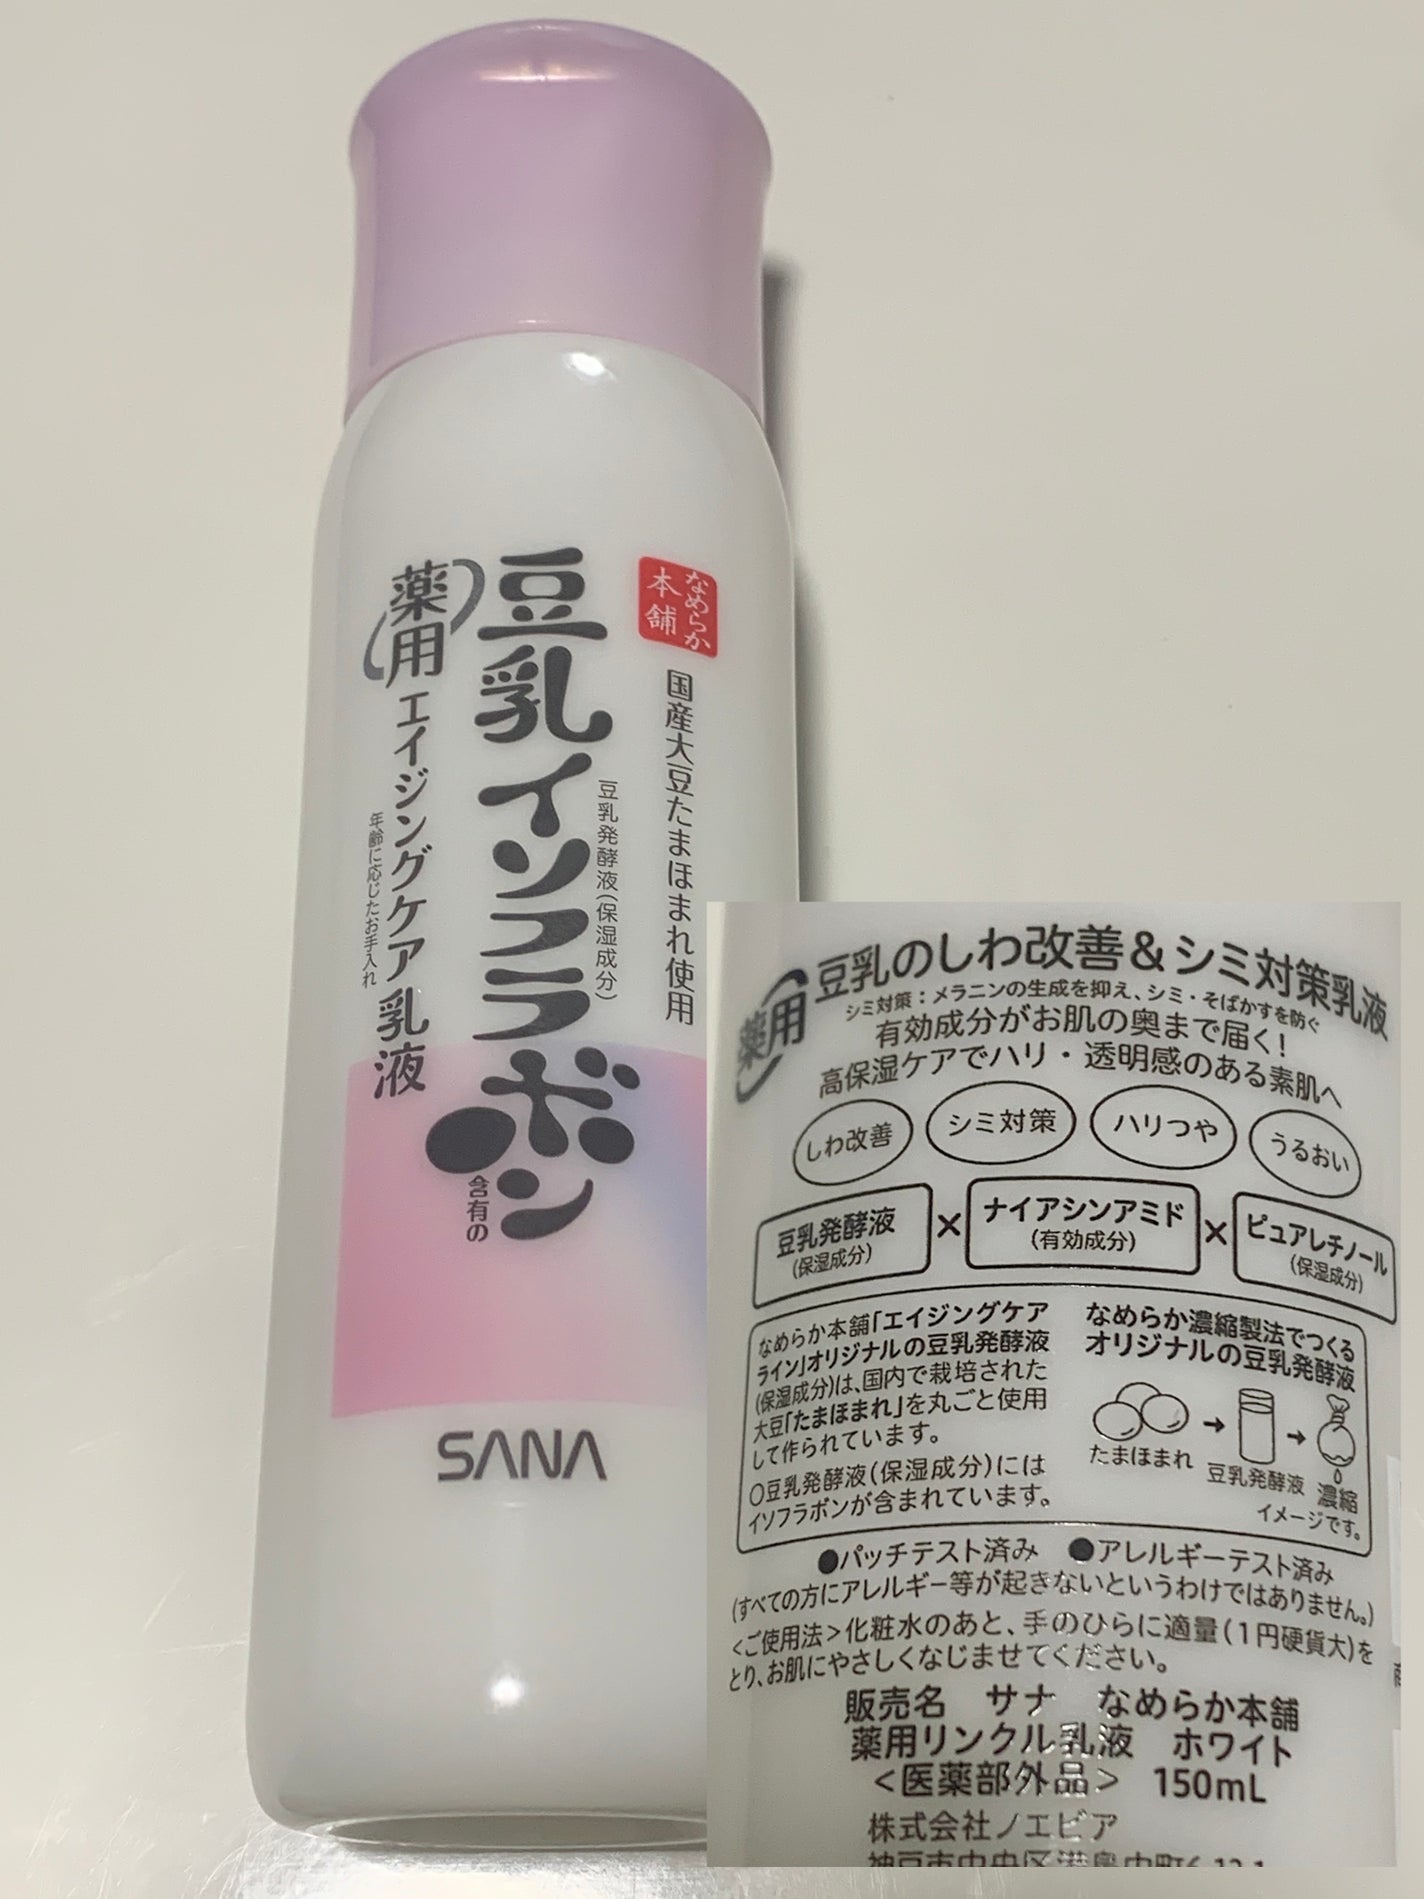 なめらか
本舗
国産大豆たまほまれ使用
豆乳発酵液(保湿成分)
豆乳イソフラボン
含有の
薬用
エイジングケア乳液
年齢に応じたお手入れ
SANA
薬用
豆乳のしわ改善&シミ対策乳液
シミ対策:メラニンの生成を抑え、シミ・そばかすを防ぐ
有効成分がお肌の奥まで届く!
高保湿ケアでハリ・透明感のある素肌へ
しわ改善 シミ対策 ハリつや うるおい
豆乳発酵液 × ナイアシンアミド × ピュアレチノール
(保湿成分) (有効成分) (保湿成分)
なめらか本舗「エイジングケア
ライン」オリジナルの豆乳発酵液
(保湿成分)は、国内で栽培された
大豆「たまほまれ」を丸ごと使用
して作られています。
○豆乳発酵液(保湿成分)には
イソフラボンが含まれています。
なめらか濃縮製法でつくる
オリジナルの豆乳発酵液
たまほまれ → 豆乳発酵液 → 濃縮
イメージです。
●パッチテスト済み ●アレルギーテスト済み
(すべての方にアレルギー等が起きないというわけではありません。)
<ご使用法>化粧水のあと、手のひらに適量(1円硬貨大)を
とり、お肌にやさしくなじませてください。
販売名 サナ なめらか本舗
薬用リンクル乳液 ホワイト
<医薬部外品> 150mL
株式会社ノエビア
神戸市中央区港島中町6-13-1